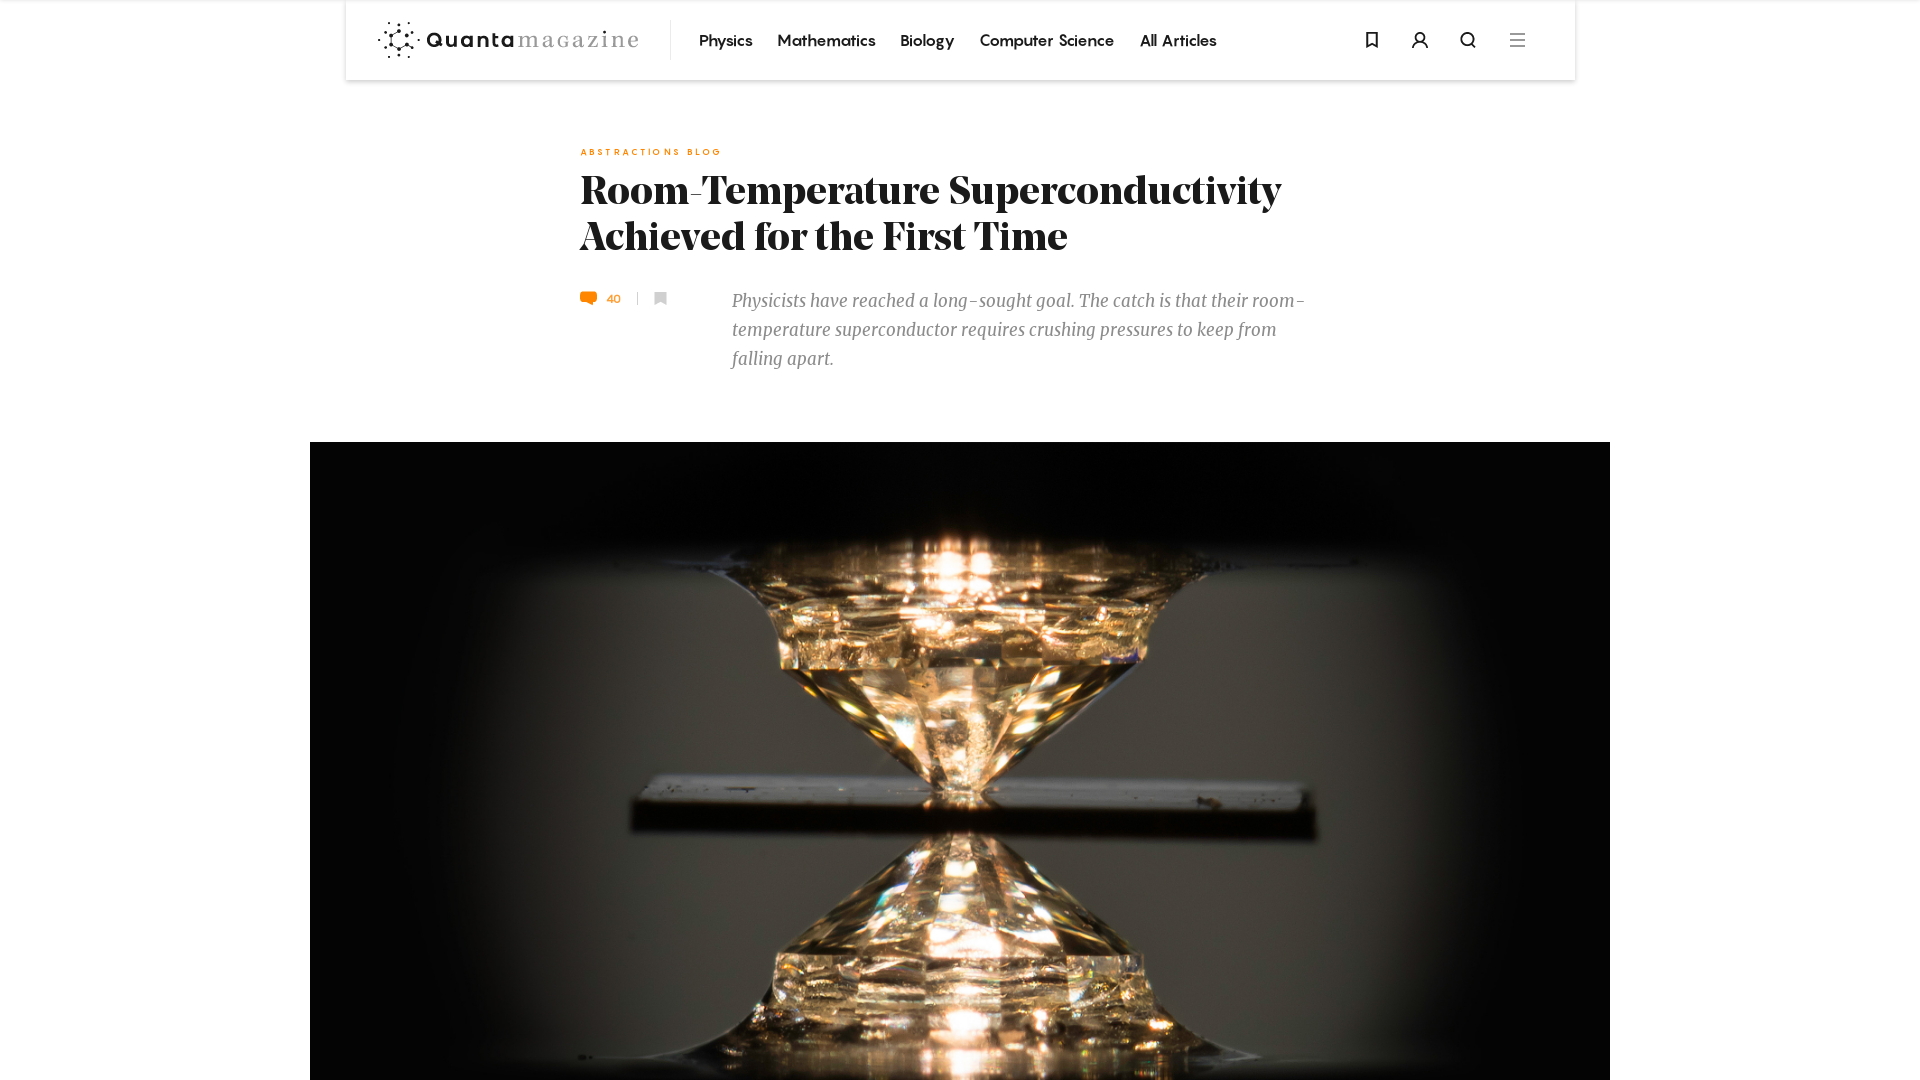 Quantamagazine
Physics
Mathematics
Biology
Computer Science
All Articles
ABSTRACTIONS BLOG
Room-Temperature Superconductivity
Achieved for the First Time
40
Physicists have reached a long-sought goal. The catch is that their room-
temperature superconductor requires crushing pressures to keep from
falling apart.